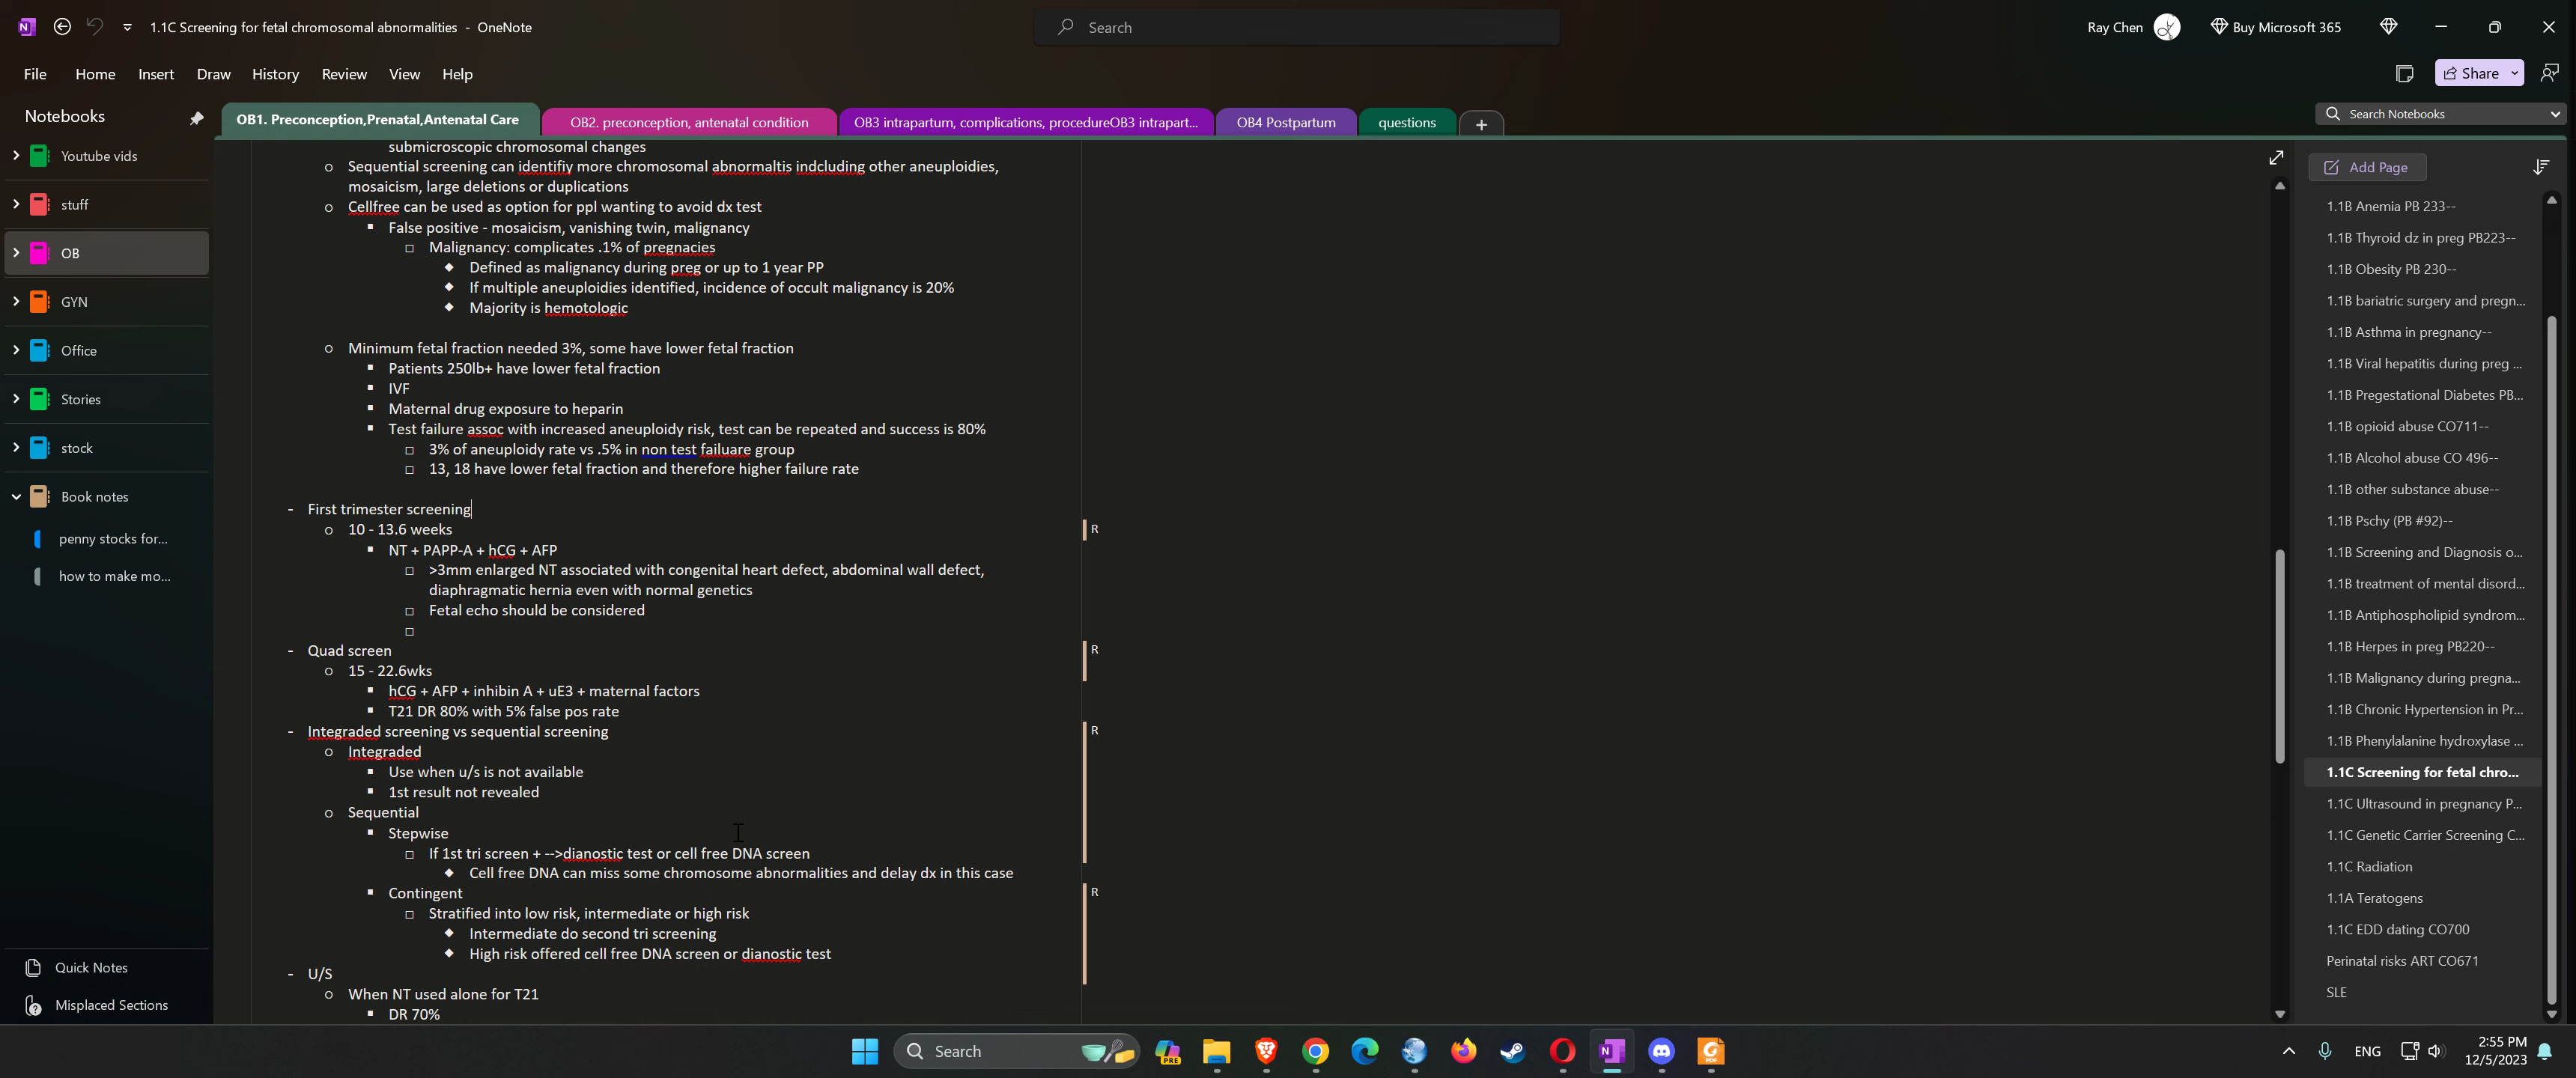 1.1C Screening for fetal chromosomal abnormalities - OneNote
Search
Ray Chen
Buy Microsoft 365
File Home Insert Draw History Review View Help
Share
Notebooks
OB1. Preconception,Prenatal,Antenatal Care
OB2. preconception, antenatal condition
OB3 intrapartum, complications, procedureOB3 intrapart...
OB4 Postpartum
questions
+
Search Notebooks
Youtube vids
stuff
OB
GYN
Office
Stories
stock
Book notes
penny stocks for...
how to make mo...
Quick Notes
Misplaced Sections
submicroscopic chromosomal changes
o Sequential screening can identifiy more chromosomal abnormaltis indcluding other aneuploidies,
mosaicism, large deletions or duplications
o Cellfree can be used as option for ppl wanting to avoid dx test
▪ False positive - mosaicism, vanishing twin, malignancy
□ Malignancy: complicates .1% of pregnacies
◆ Defined as malignancy during preg or up to 1 year PP
◆ If multiple aneuploidies identified, incidence of occult malignancy is 20%
◆ Majority is hemotologic
o Minimum fetal fraction needed 3%, some have lower fetal fraction
▪ Patients 250lb+ have lower fetal fraction
▪ IVF
▪ Maternal drug exposure to heparin
▪ Test failure assoc with increased aneuploidy risk, test can be repeated and success is 80%
□ 3% of aneuploidy rate vs .5% in non test failuare group
□ 13, 18 have lower fetal fraction and therefore higher failure rate
- First trimester screening
o 10 - 13.6 weeks
R
▪ NT + PAPP-A + hCG + AFP
□ >3mm enlarged NT associated with congenital heart defect, abdominal wall defect,
diaphragmatic hernia even with normal genetics
□ Fetal echo should be considered
□
- Quad screen
R
o 15 - 22.6wks
▪ hCG + AFP + inhibin A + uE3 + maternal factors
▪ T21 DR 80% with 5% false pos rate
- Integraded screening vs sequential screening
R
o Integraded
▪ Use when u/s is not available
▪ 1st result not revealed
o Sequential
▪ Stepwise
□ If 1st tri screen + -->dianostic test or cell free DNA screen
◆ Cell free DNA can miss some chromosome abnormalities and delay dx in this case
▪ Contingent
R
□ Stratified into low risk, intermediate or high risk
◆ Intermediate do second tri screening
◆ High risk offered cell free DNA screen or dianostic test
- U/S
o When NT used alone for T21
▪ DR 70%
Add Page
1.1B Anemia PB 233--
1.1B Thyroid dz in preg PB223--
1.1B Obesity PB 230--
1.1B bariatric surgery and pregn...
1.1B Asthma in pregnancy--
1.1B Viral hepatitis during preg ...
1.1B Pregestational Diabetes PB...
1.1B opioid abuse CO711--
1.1B Alcohol abuse CO 496--
1.1B other substance abuse--
1.1B Pschy (PB #92)--
1.1B Screening and Diagnosis o...
1.1B treatment of mental disord...
1.1B Antiphospholipid syndrom...
1.1B Herpes in preg PB220--
1.1B Malignancy during pregna...
1.1B Chronic Hypertension in Pr...
1.1B Phenylalanine hydroxylase ...
1.1C Screening for fetal chro...
1.1C Ultrasound in pregnancy P...
1.1C Genetic Carrier Screening C...
1.1C Radiation
1.1A Teratogens
1.1C EDD dating CO700
Perinatal risks ART CO671
SLE
Search
PRE
ENG
2:55 PM
12/5/2023